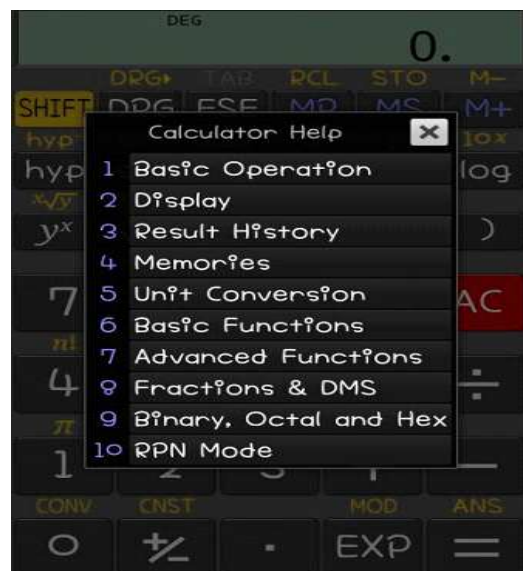 DEG
0.
DRG▸ TAB RCL STO M−
SHIFT DRG FSE MR MS M+
hyp Calculator Help × 10x
hyp 1 Basic Operation log
x√y 2 Display
yx 3 Result History )
4 Memories
7 5 Unit Conversion AC
6 Basic Functions
n! 7 Advanced Functions
4 8 Fractions & DMS ÷
9 Binary, Octal and Hex
π 10 RPN Mode
1 2 3 −
CONV CNST MOD ANS
0 +/− . EXP =